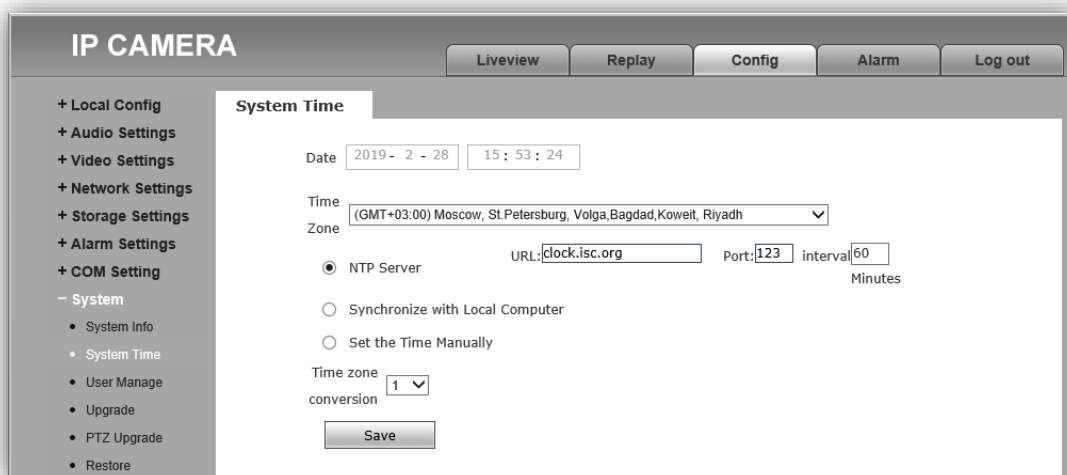 IP CAMERA
Liveview Replay Config Alarm Log out
+ Local Config
+ Audio Settings
+ Video Settings
+ Network Settings
+ Storage Settings
+ Alarm Settings
+ COM Setting
− System
• System Info
• System Time
• User Manage
• Upgrade
• PTZ Upgrade
• Restore
System Time
Date 2019 - 2 - 28 15 : 53 : 24
Time
Zone
(GMT+03:00) Moscow, St.Petersburg, Volga,Bagdad,Koweit, Riyadh
NTP Server URL: clock.isc.org Port: 123 interval 60
Minutes
Synchronize with Local Computer
Set the Time Manually
Time zone
conversion
1
Save